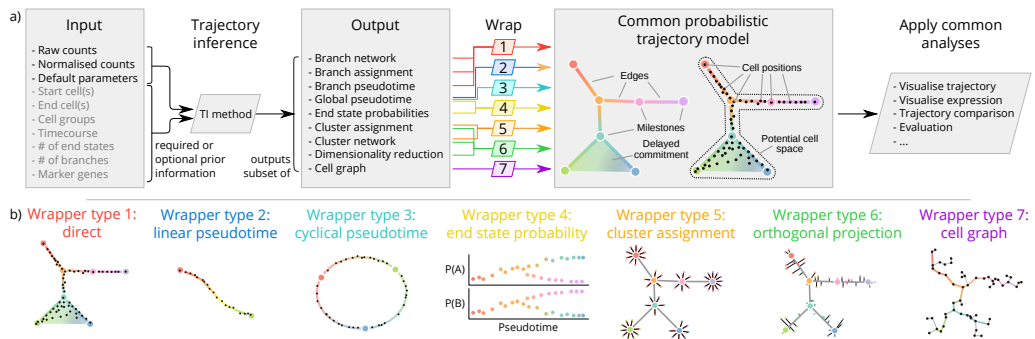 a)
Input
- Raw counts
- Normalised counts
- Default parameters
- Start cell(s)
- End cell(s)
- Cell groups
- Timecourse
- # of end states
- # of branches
- Marker genes
Trajectory
inference
TI method
required or
optional prior
information
outputs
subset of
Output
- Branch network
- Branch assignment
- Branch pseudotime
- Global pseudotime
- End state probabilities
- Cluster assignment
- Cluster network
- Dimensionality reduction
- Cell graph
Wrap
1
2
3
4
5
6
7
Common probabilistic
trajectory model
Edges
Milestones
Delayed
commitment
Cell positions
Potential cell
space
Apply common
analyses
- Visualise trajectory
- Visualise expression
- Trajectory comparison
- Evaluation
- ...
b)
Wrapper type 1:
direct
Wrapper type 2:
linear pseudotime
Wrapper type 3:
cyclical pseudotime
Wrapper type 4:
end state probability
P(A)
P(B)
Pseudotime
Wrapper type 5:
cluster assignment
Wrapper type 6:
orthogonal projection
Wrapper type 7:
cell graph